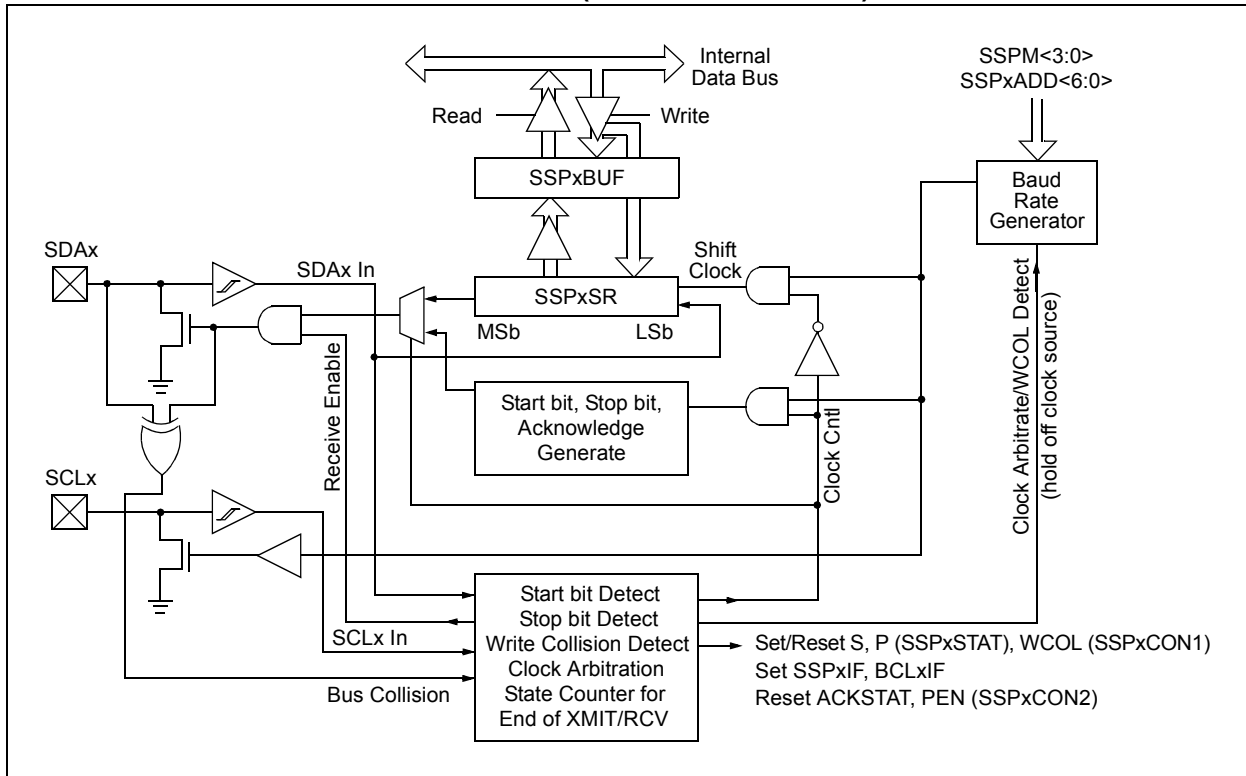 Internal
Data Bus
SSPM<3:0>
SSPxADD<6:0>
Read
Write
SSPxBUF
Baud
Rate
Generator
SDAx
SDAx In
Shift
Clock
SSPxSR
MSb
LSb
Clock Arbitrate/WCOL Detect
(hold off clock source)
Receive Enable
Start bit, Stop bit,
Acknowledge
Generate
Clock Cntl
SCLx
SCLx In
Bus Collision
Start bit Detect
Stop bit Detect
Write Collision Detect
Clock Arbitration
State Counter for
End of XMIT/RCV
Set/Reset S, P (SSPxSTAT), WCOL (SSPxCON1)
Set SSPxIF, BCLxIF
Reset ACKSTAT, PEN (SSPxCON2)